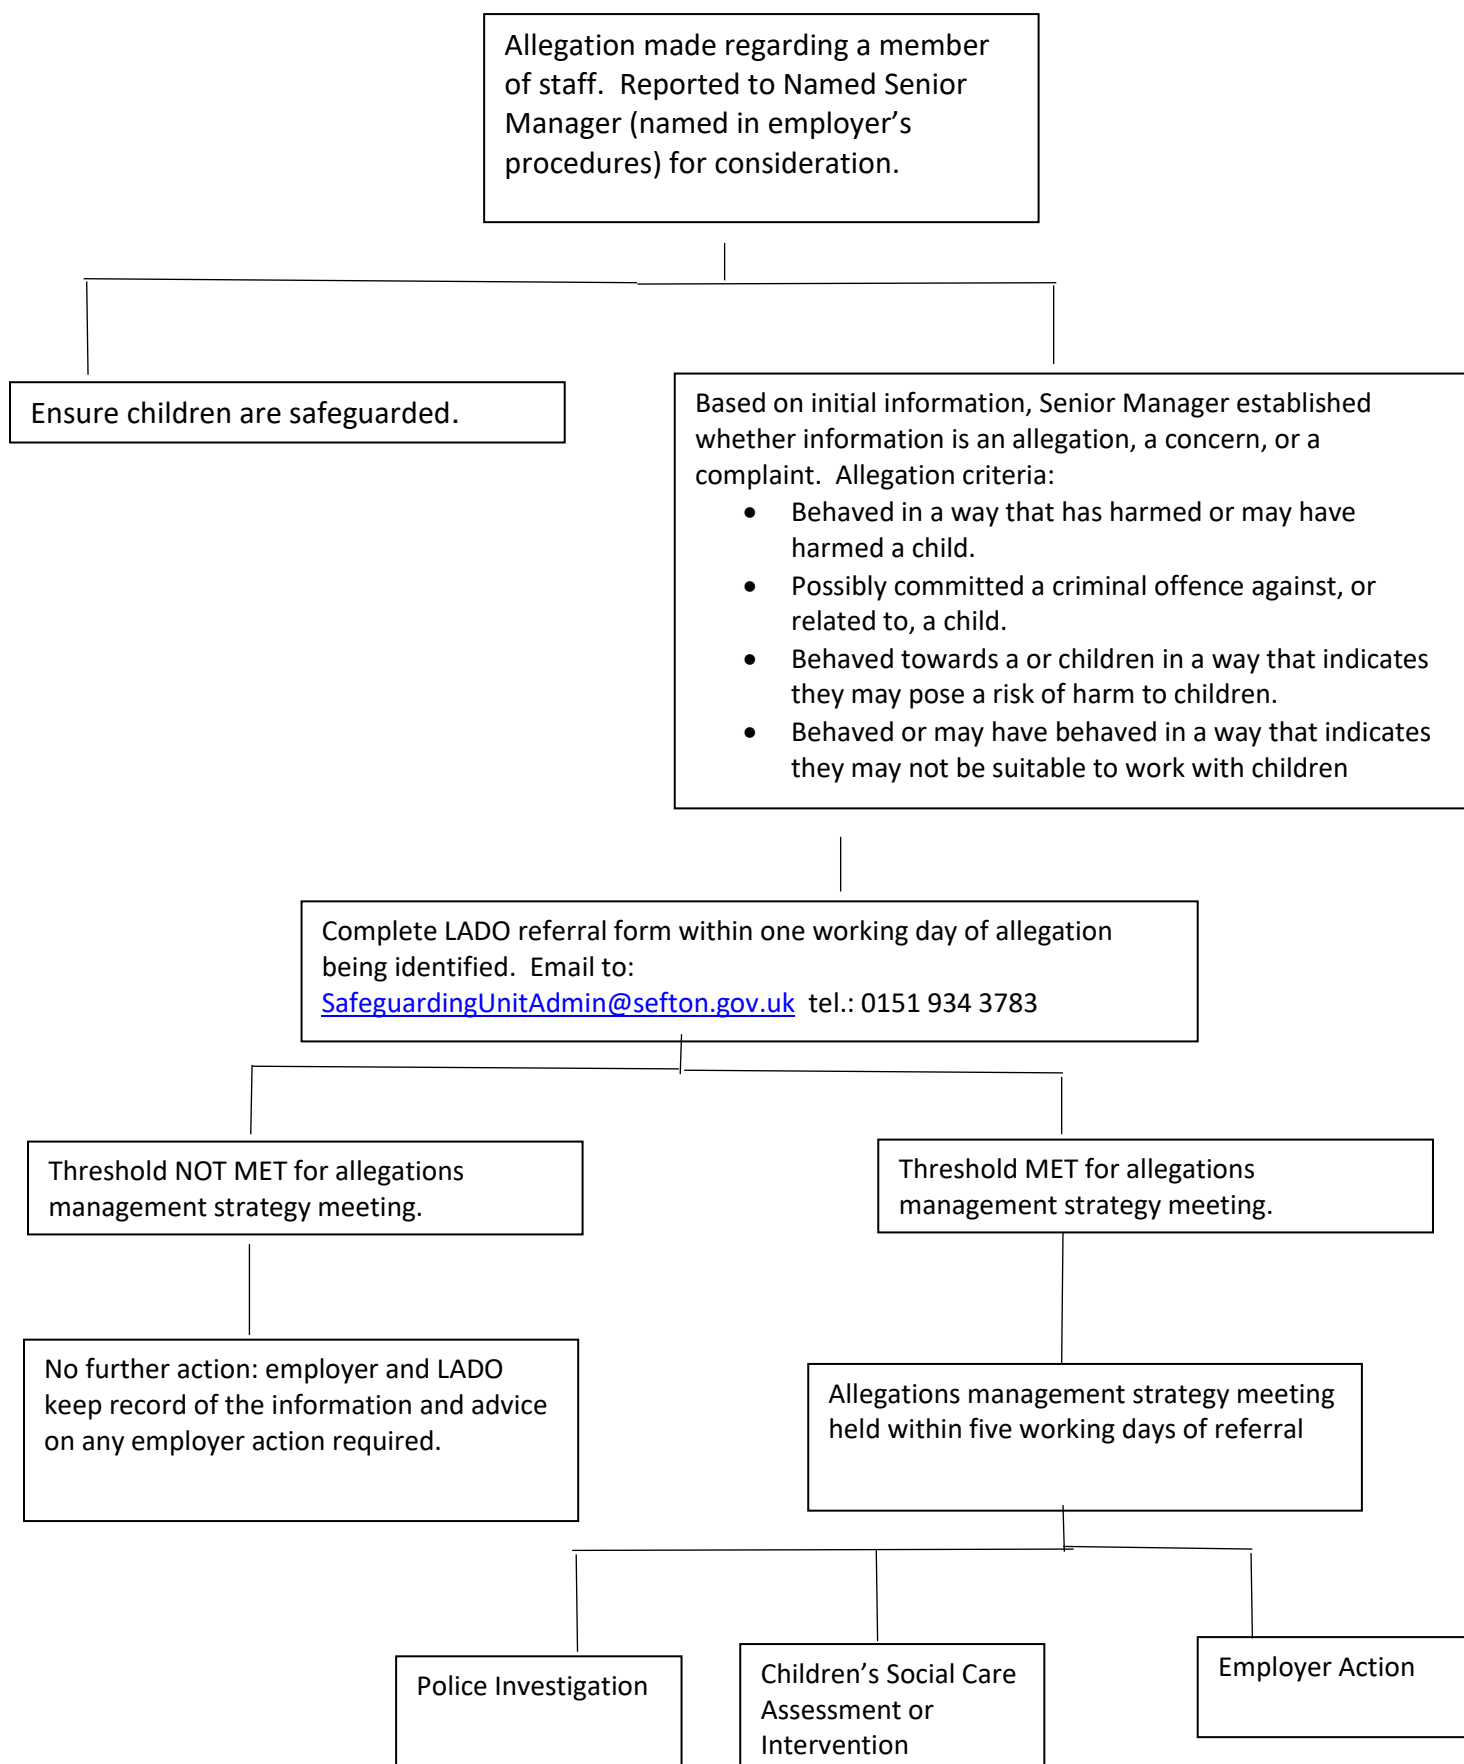 Allegation made regarding a member
of staff.  Reported to Named Senior
Manager (named in employer’s
procedures) for consideration.
Ensure children are safeguarded.
Based on initial information, Senior Manager established
whether information is an allegation, a concern, or a
complaint.  Allegation criteria:
• Behaved in a way that has harmed or may have
harmed a child.
• Possibly committed a criminal offence against, or
related to, a child.
• Behaved towards a or children in a way that indicates
they may pose a risk of harm to children.
• Behaved or may have behaved in a way that indicates
they may not be suitable to work with children
Complete LADO referral form within one working day of allegation
being identified.  Email to:
SafeguardingUnitAdmin@sefton.gov.uk  tel.: 0151 934 3783
Threshold NOT MET for allegations
management strategy meeting.
Threshold MET for allegations
management strategy meeting.
No further action: employer and LADO
keep record of the information and advice
on any employer action required.
Allegations management strategy meeting
held within five working days of referral
Police Investigation
Children’s Social Care
Assessment or
Intervention
Employer Action